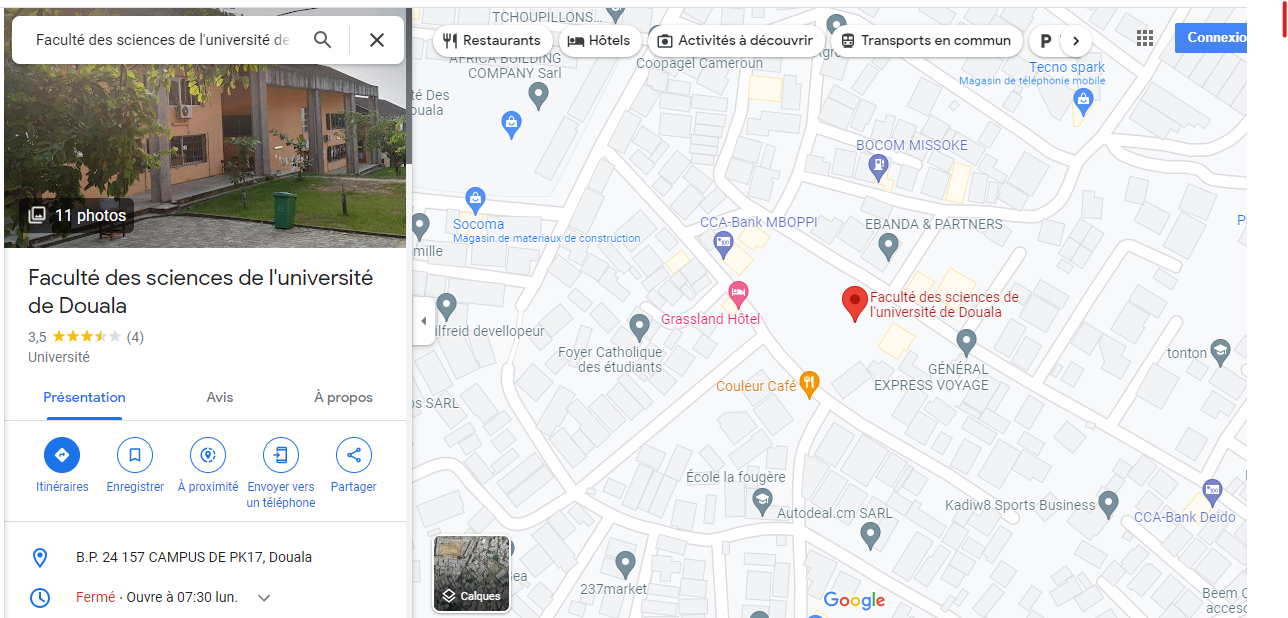 Faculté des sciences de l'université de
11 photos
Faculté des sciences de l'université
de Douala
3,5 (4)
Université
Présentation
Avis
À propos
Itinéraires
Enregistrer
À proximité
Envoyer vers
un téléphone
Partager
B.P. 24 157 CAMPUS DE PK17, Douala
Fermé · Ouvre à 07:30 lun.
TCHOUPILLONS...
Restaurants
Hôtels
Activités à découvrir
Transports en commun
P
Connexio
AFRICA BUILDING
COMPANY Sarl
Coopagel Cameroun
Tecno spark
Magasin de téléphonie mobile
té Des
ouala
BOCOM MISSOKE
Socoma
Magasin de materiaux de construction
CCA-Bank MBOPPI
EBANDA & PARTNERS
mille
Faculté des sciences de
l'université de Douala
Grassland Hôtel
ilfreid devellopeur
Foyer Catholique
des étudiants
tonton
GÉNÉRAL
EXPRESS VOYAGE
Couleur Café
os SARL
École la fougère
Autodeal.cm SARL
Kadiw8 Sports Business
CCA-Bank Deido
ea
237market
Calques
Google
Beem C
acceso